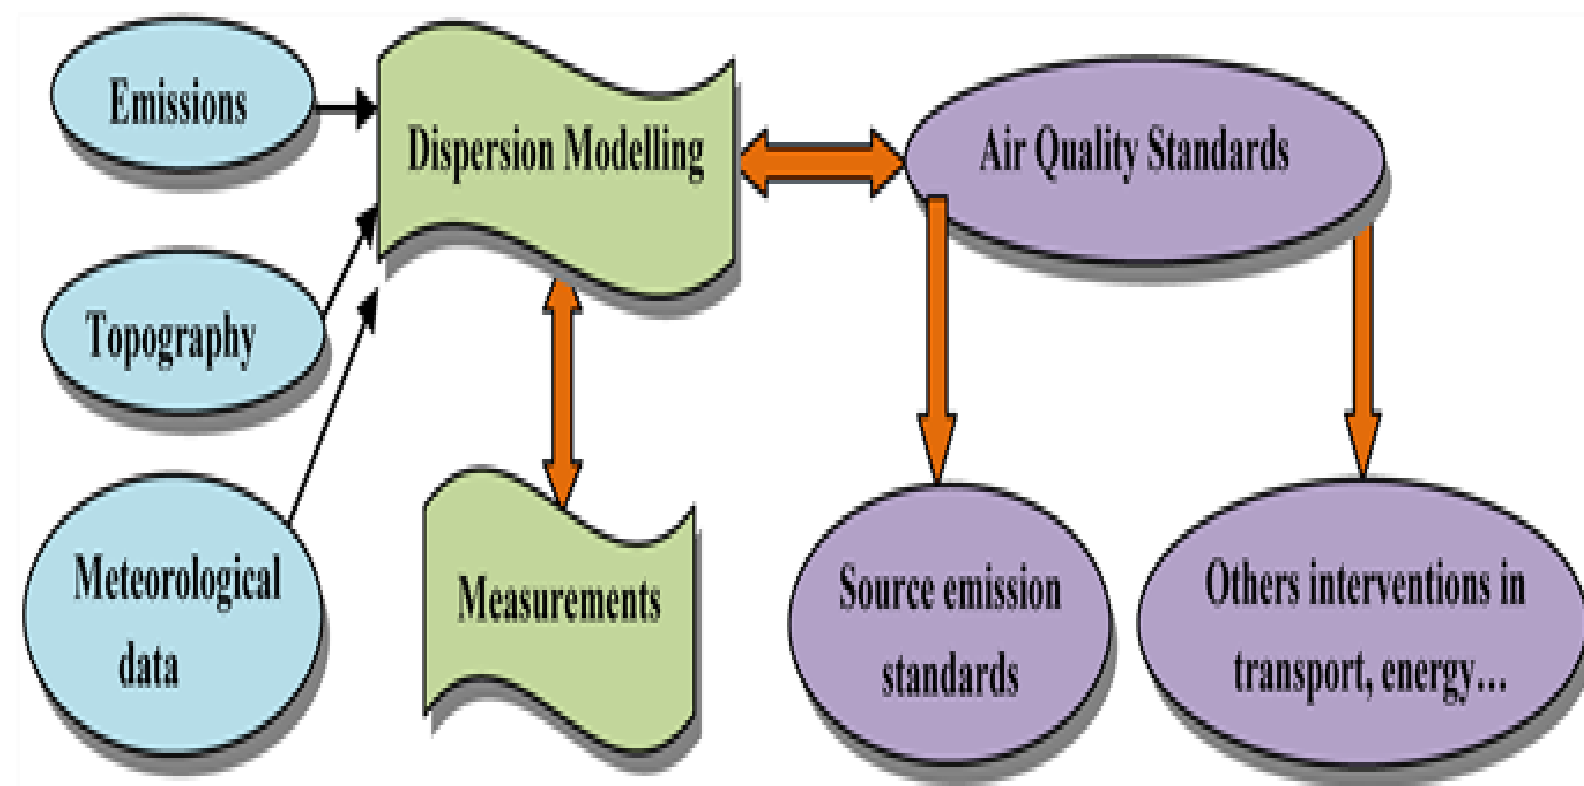 Emissions
Dispersion Modelling
Air Quality Standards
Topography
Meteorological
data
Measurements
Source emission
standards
Others interventions in
transport, energy...